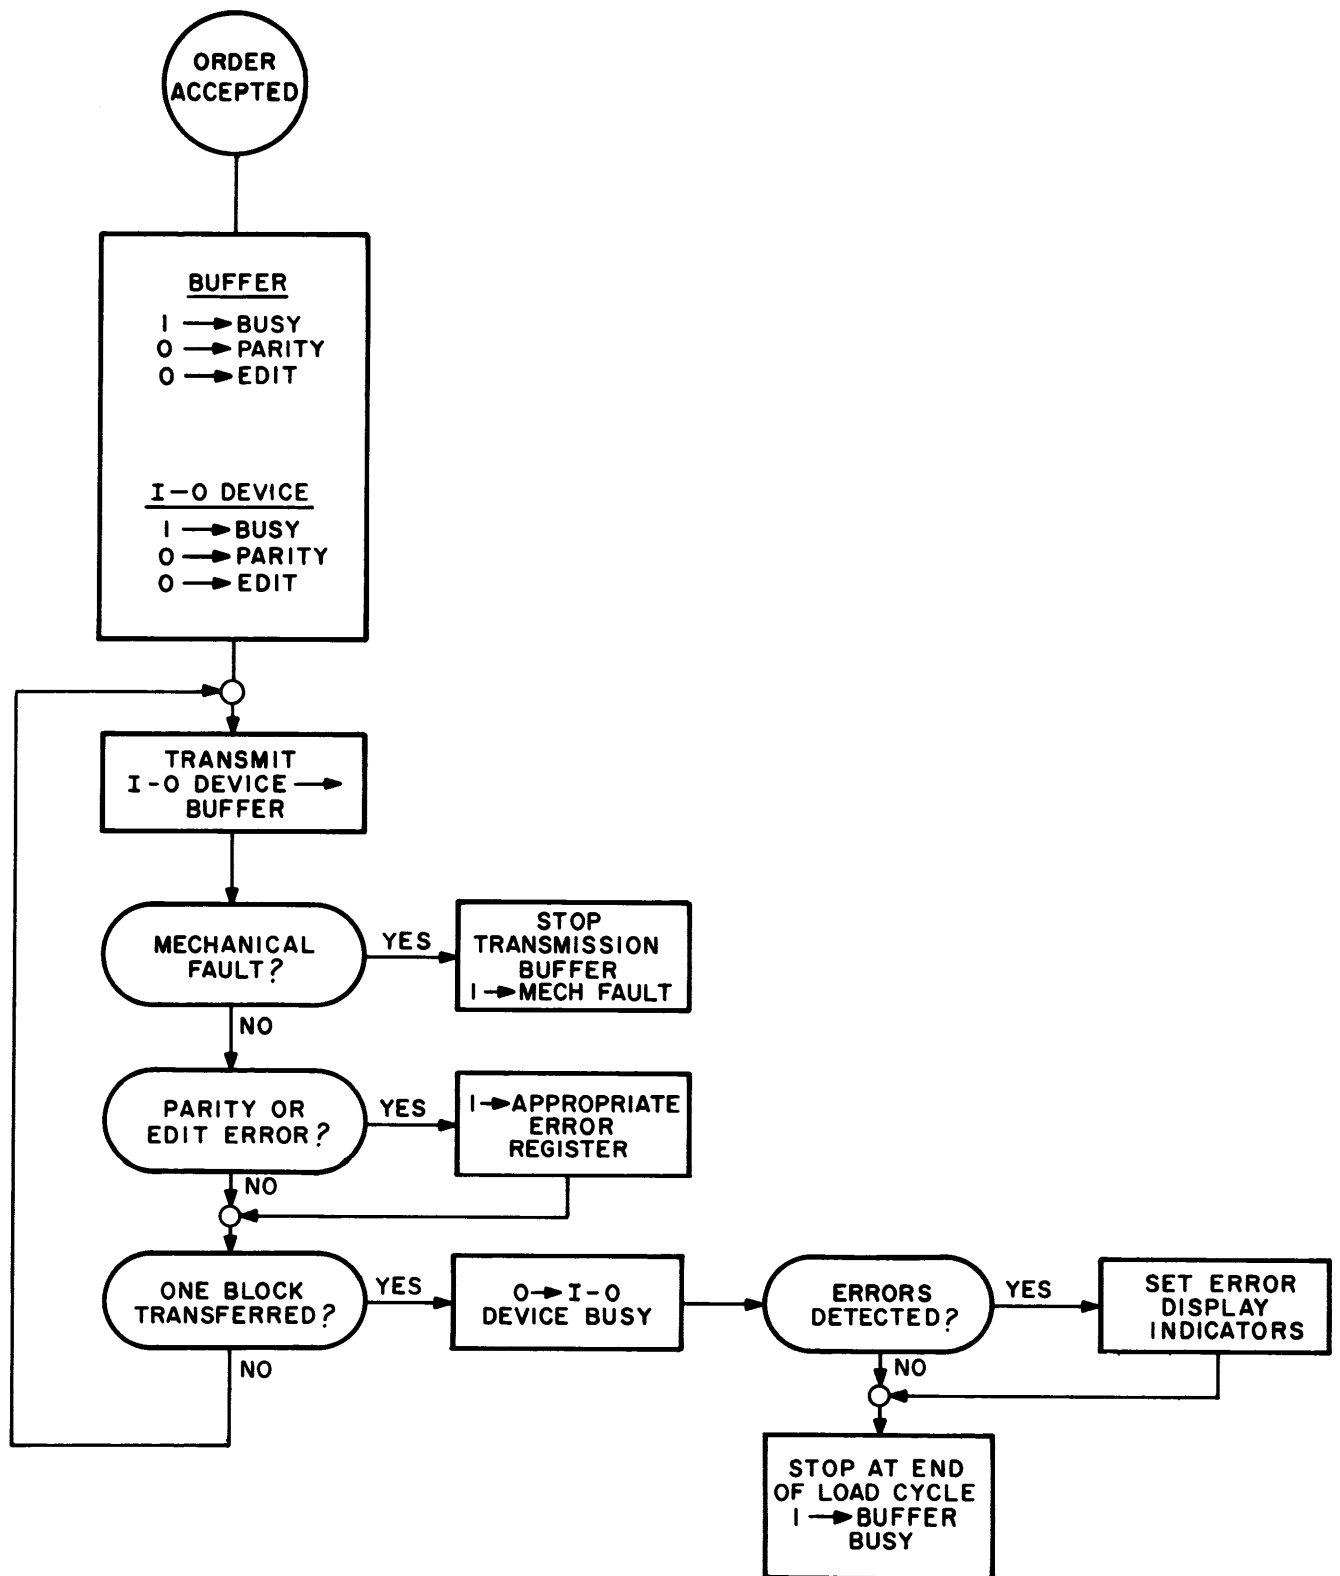 ORDER
ACCEPTED
BUFFER
1 → BUSY
0 → PARITY
0 → EDIT
I-O DEVICE
1 → BUSY
0 → PARITY
0 → EDIT
TRANSMIT
I-O DEVICE →
BUFFER
MECHANICAL
FAULT?
YES
STOP
TRANSMISSION
BUFFER
1 → MECH FAULT
NO
PARITY OR
EDIT ERROR?
YES
1 → APPROPRIATE
ERROR
REGISTER
NO
ONE BLOCK
TRANSFERRED?
YES
0 → I-O
DEVICE BUSY
ERRORS
DETECTED?
YES
SET ERROR
DISPLAY
INDICATORS
NO
NO
STOP AT END
OF LOAD CYCLE
1 → BUFFER
BUSY